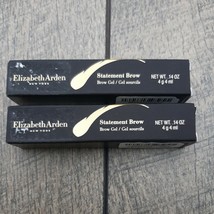 Elizabeth Arden
NEW YORK
Statement Brow
Brow Gel / Gel sourcils
NET WT. .14 OZ
4 g 4 ml
Elizabeth Arden
NEW YORK
Statement Brow
Brow Gel / Gel sourcils
NET WT. .14 OZ
4 g 4 ml